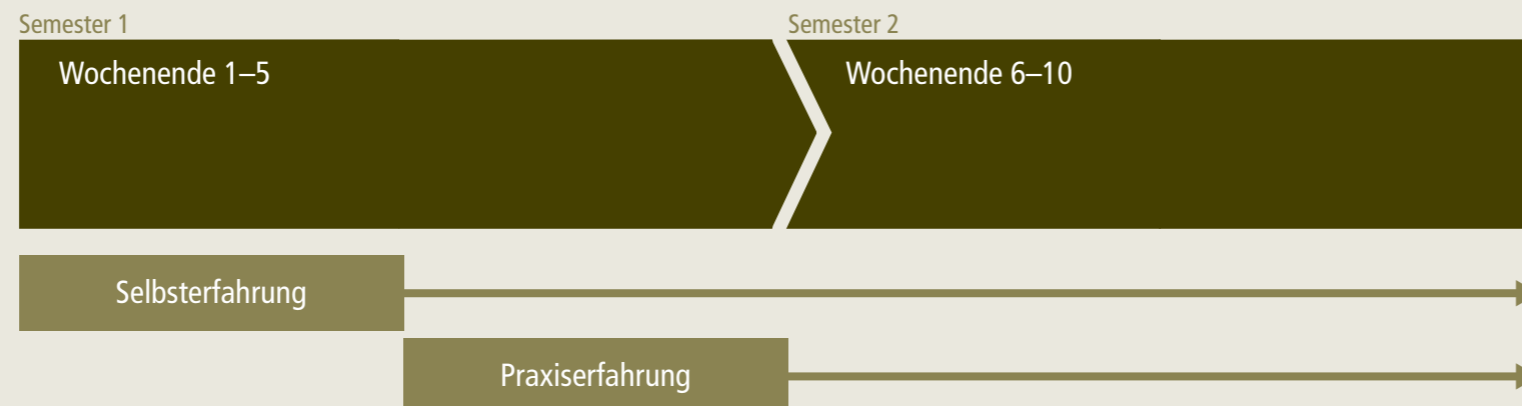 Semester 1
Semester 2
Wochenende 1–5
Wochenende 6–10
Selbsterfahrung
Praxiserfahrung